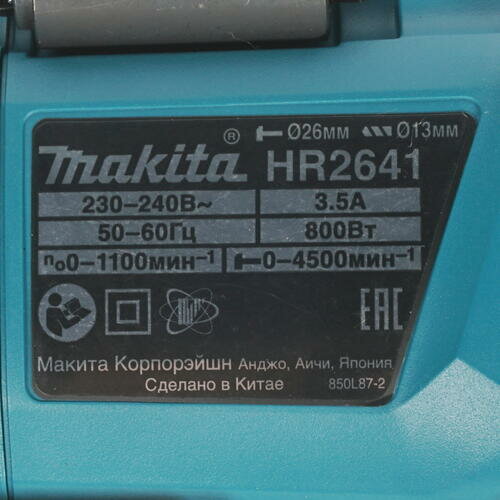 Ø26мм Ø13мм
makita® HR2641
230-240В~ 3.5А
50-60Гц 800Вт
n₀0-1100мин⁻¹ 0-4500мин⁻¹
EAC
Макита Корпорэйшн Анджо, Аичи, Япония
Сделано в Китае 850L87-2